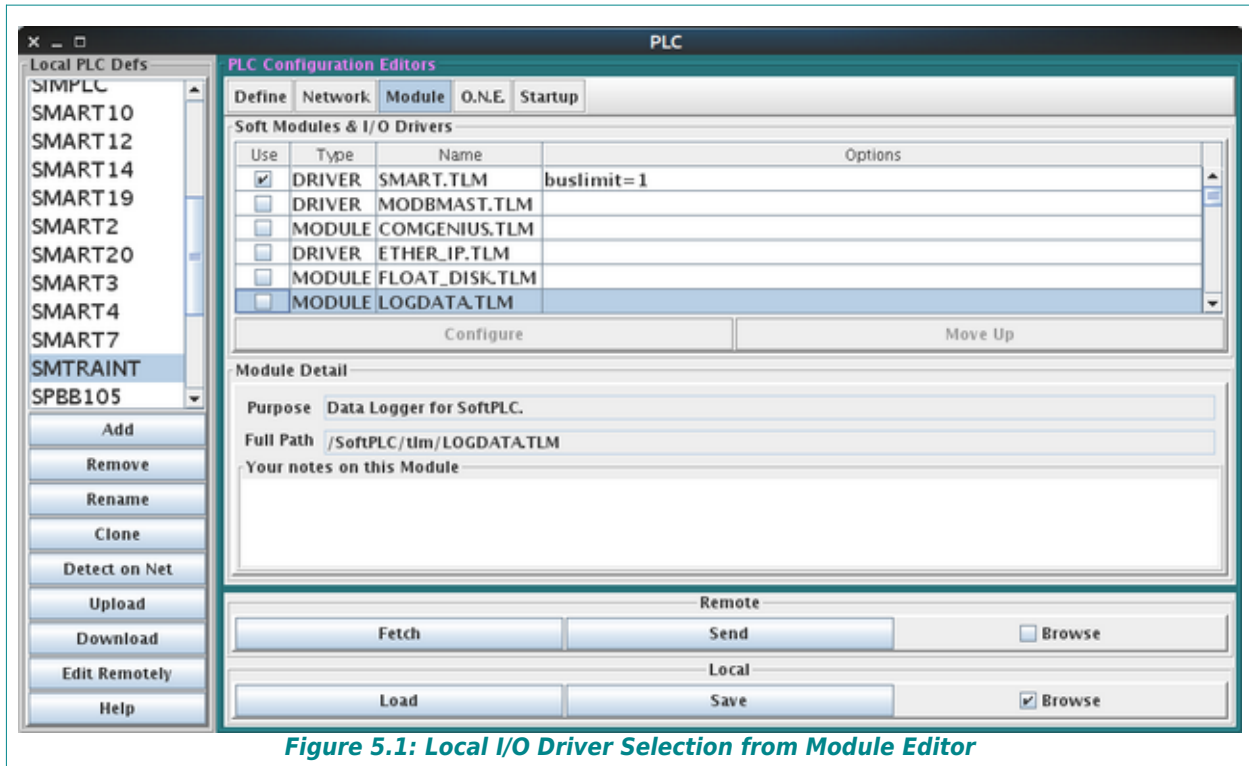 PLC
Local PLC Defs
SIMPLC
SMART10
SMART12
SMART14
SMART19
SMART2
SMART20
SMART3
SMART4
SMART7
SMTRAINT
SPBB105
Add
Remove
Rename
Clone
Detect on Net
Upload
Download
Edit Remotely
Help
PLC Configuration Editors
Define Network Module O.N.E. Startup
Soft Modules & I/O Drivers
Use Type Name Options
DRIVER SMART.TLM buslimit=1
DRIVER MODBMAST.TLM
MODULE COMGENIUS.TLM
DRIVER ETHER_IP.TLM
MODULE FLOAT_DISK.TLM
MODULE LOGDATA.TLM
Configure Move Up
Module Detail
Purpose Data Logger for SoftPLC.
Full Path /SoftPLC/tlm/LOGDATA.TLM
Your notes on this Module
Remote
Fetch Send Browse
Local
Load Save Browse
Figure 5.1: Local I/O Driver Selection from Module Editor